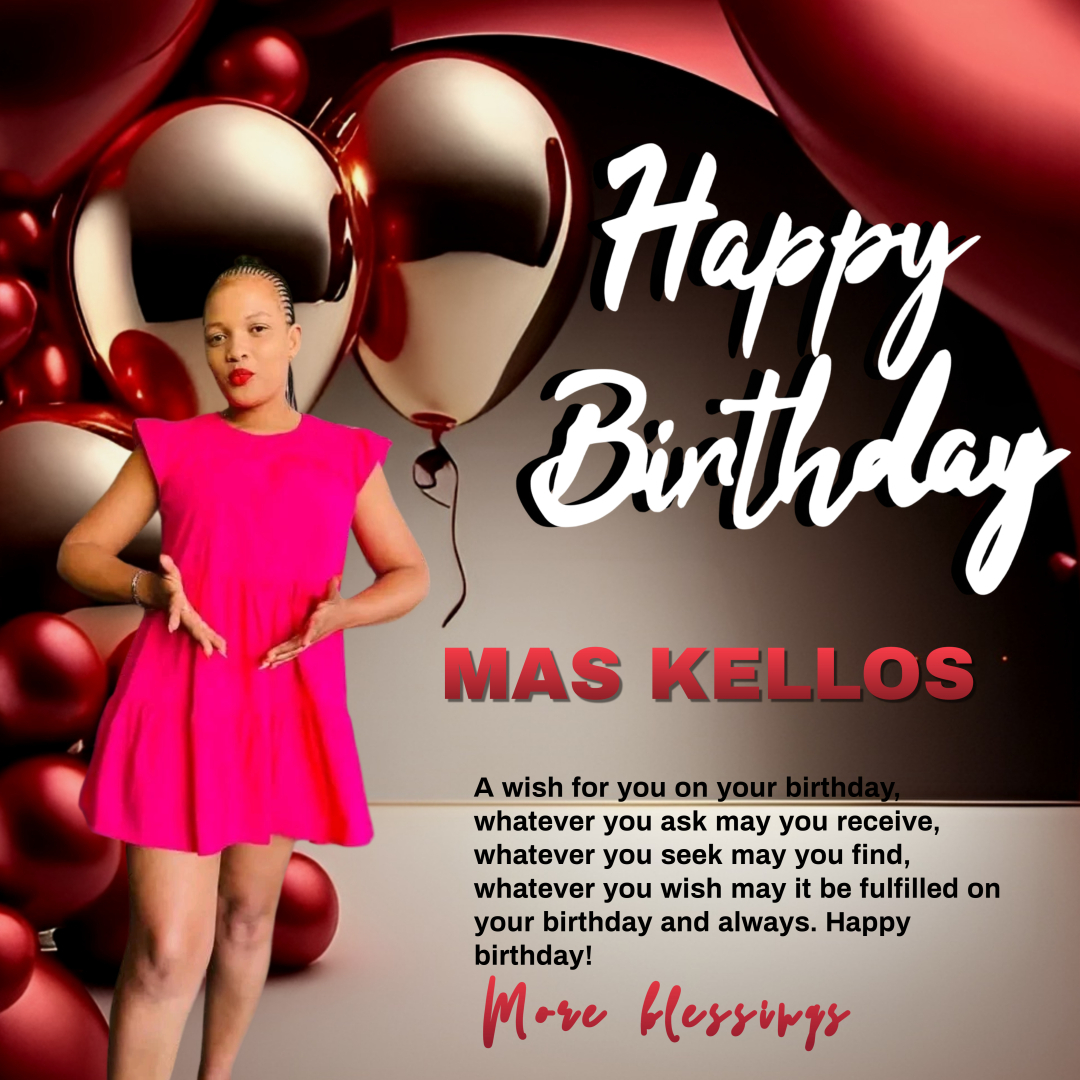 Happy
Birthday
MAS KELLOS
A wish for you on your birthday,
whatever you ask may you receive,
whatever you seek may you find,
whatever you wish may it be fulfilled on
your birthday and always. Happy
birthday!
More blessings